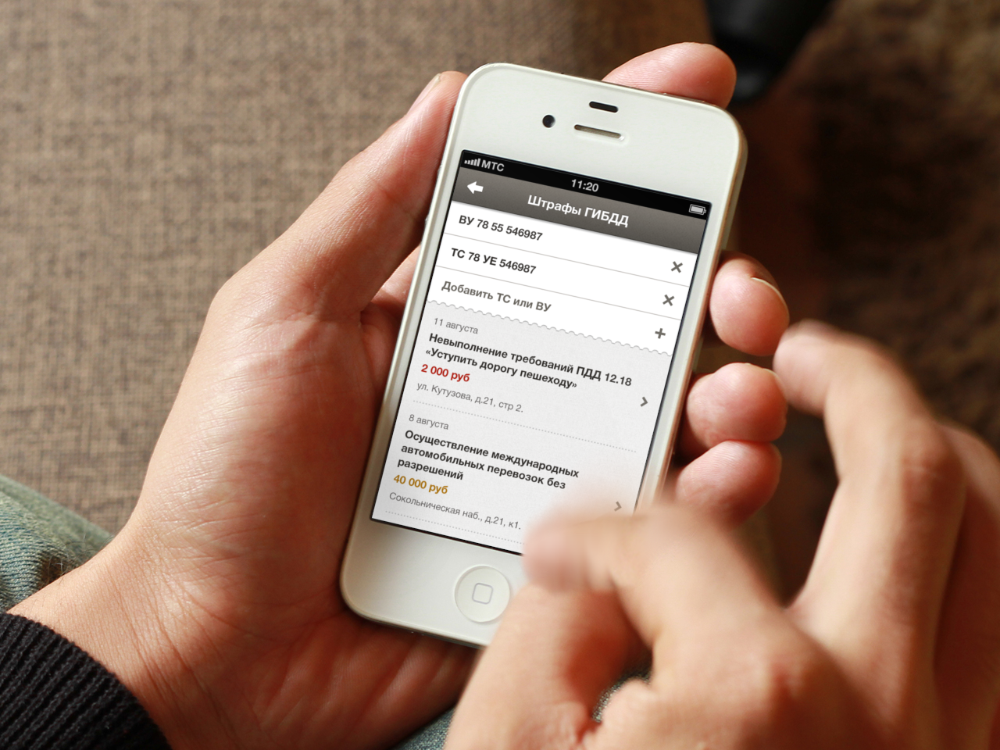 МТС
11:20
Штрафы ГИБДД
ВУ 78 55 546987
ТС 78 УЕ 546987
Добавить ТС или ВУ
11 августа
Невыполнение требований ПДД 12.18
«Уступить дорогу пешеходу»
2 000 руб
ул. Кутузова, д.21, стр 2.
8 августа
Осуществление международных
автомобильных перевозок без
разрешений
40 000 руб
Сокольническая наб., д.21, к1.